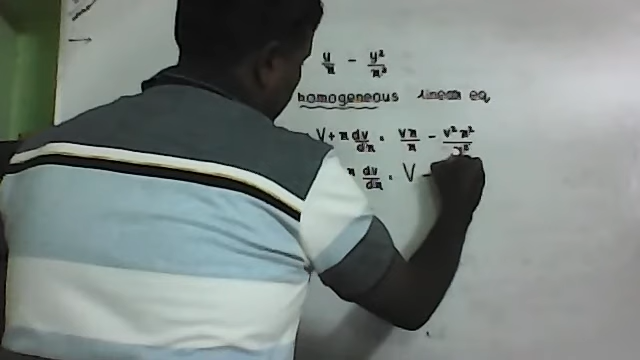 y/x - y²/x²
homogeneous linear eq
V + x dv/dx = vx/x - v²x²/x²
x dv/dx = V -